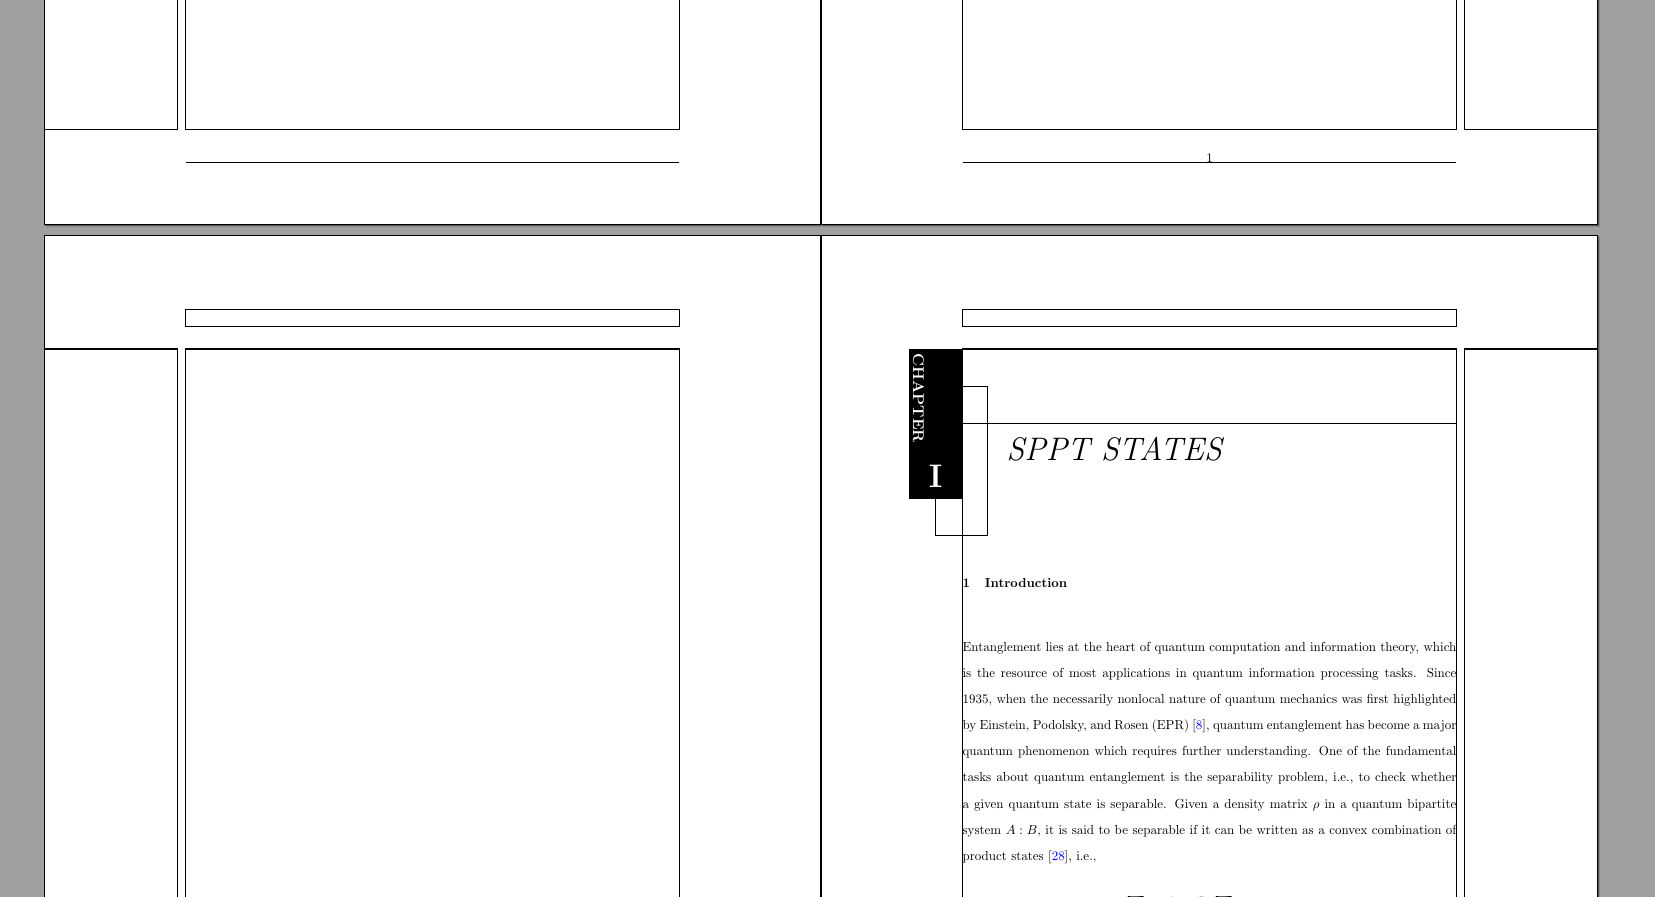 1
CHAPTER
I
SPPT STATES
1 Introduction
Entanglement lies at the heart of quantum computation and information theory, which
is the resource of most applications in quantum information processing tasks. Since
1935, when the necessarily nonlocal nature of quantum mechanics was first highlighted
by Einstein, Podolsky, and Rosen (EPR) [8], quantum entanglement has become a major
quantum phenomenon which requires further understanding. One of the fundamental
tasks about quantum entanglement is the separability problem, i.e., to check whether
a given quantum state is separable. Given a density matrix ρ in a quantum bipartite
system A : B, it is said to be separable if it can be written as a convex combination of
product states [28], i.e.,